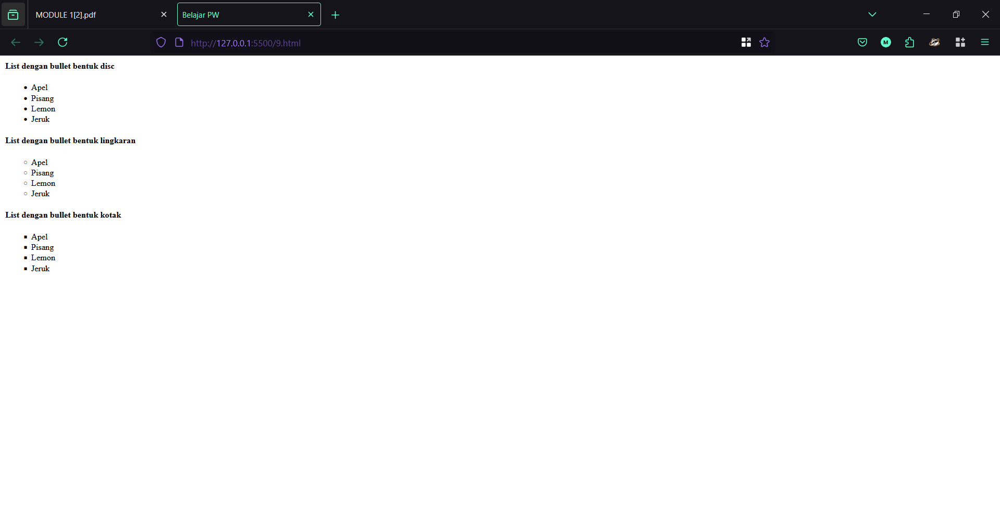 MODULE 1[2].pdf
Belajar PW
http://127.0.0.1:5500/9.html
M
List dengan bullet bentuk disc
Apel
Pisang
Lemon
Jeruk
List dengan bullet bentuk lingkaran
Apel
Pisang
Lemon
Jeruk
List dengan bullet bentuk kotak
Apel
Pisang
Lemon
Jeruk